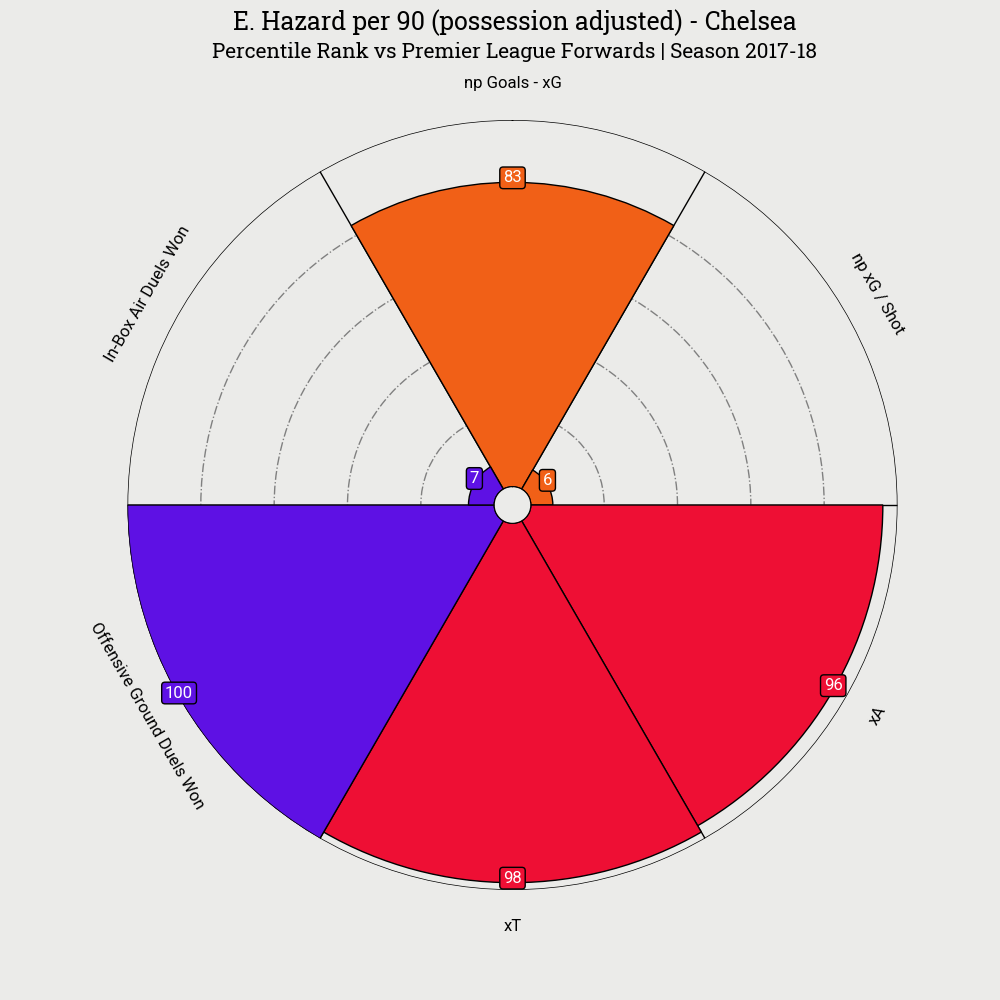 E. Hazard per 90 (possession adjusted) - Chelsea
Percentile Rank vs Premier League Forwards | Season 2017-18
np Goals - xG
83
In-Box Air Duels Won
np xG / Shot
7
6
Offensive Ground Duels Won
100
96
xA
98
xT